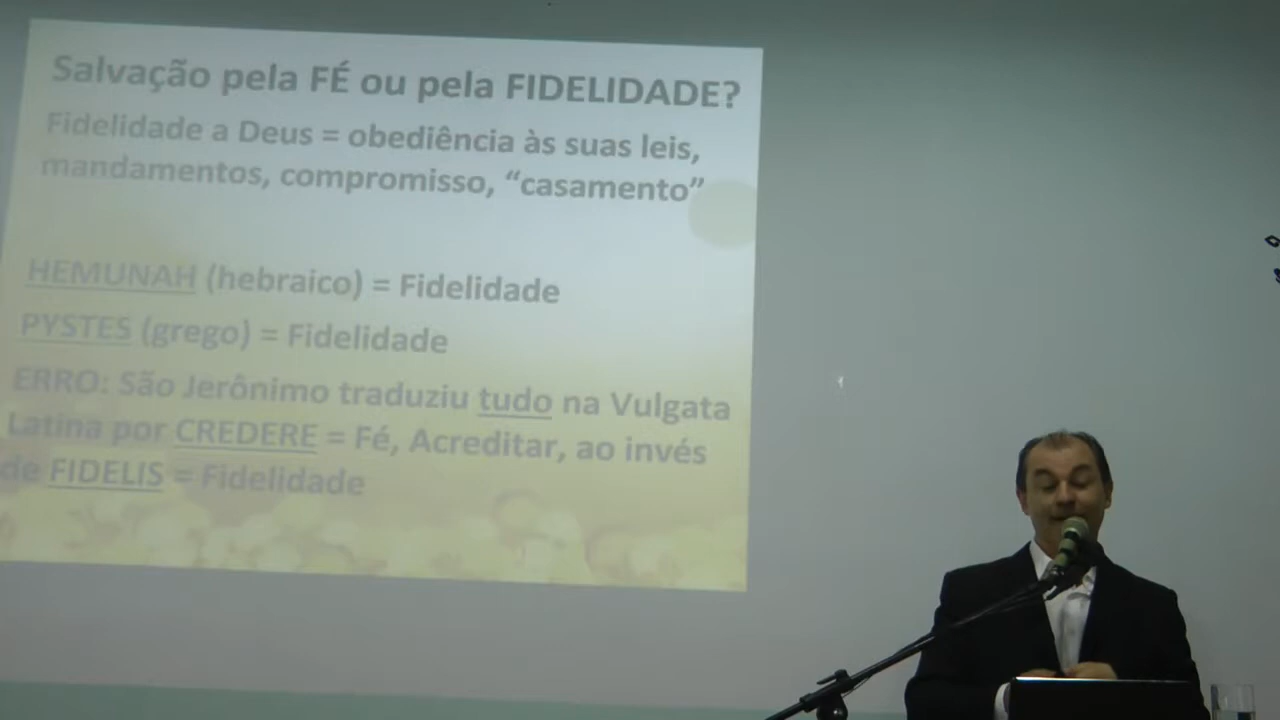 Salvação pela FÉ ou pela FIDELIDADE?
Fidelidade a Deus = obediência às suas leis,
mandamentos, compromisso, “casamento”
HEMUNAH (hebraico) = Fidelidade
PYSTES (grego) = Fidelidade
ERRO: São Jerônimo traduziu tudo na Vulgata
Latina por CREDERE = Fé, Acreditar, ao invés
de FIDELIS = Fidelidade